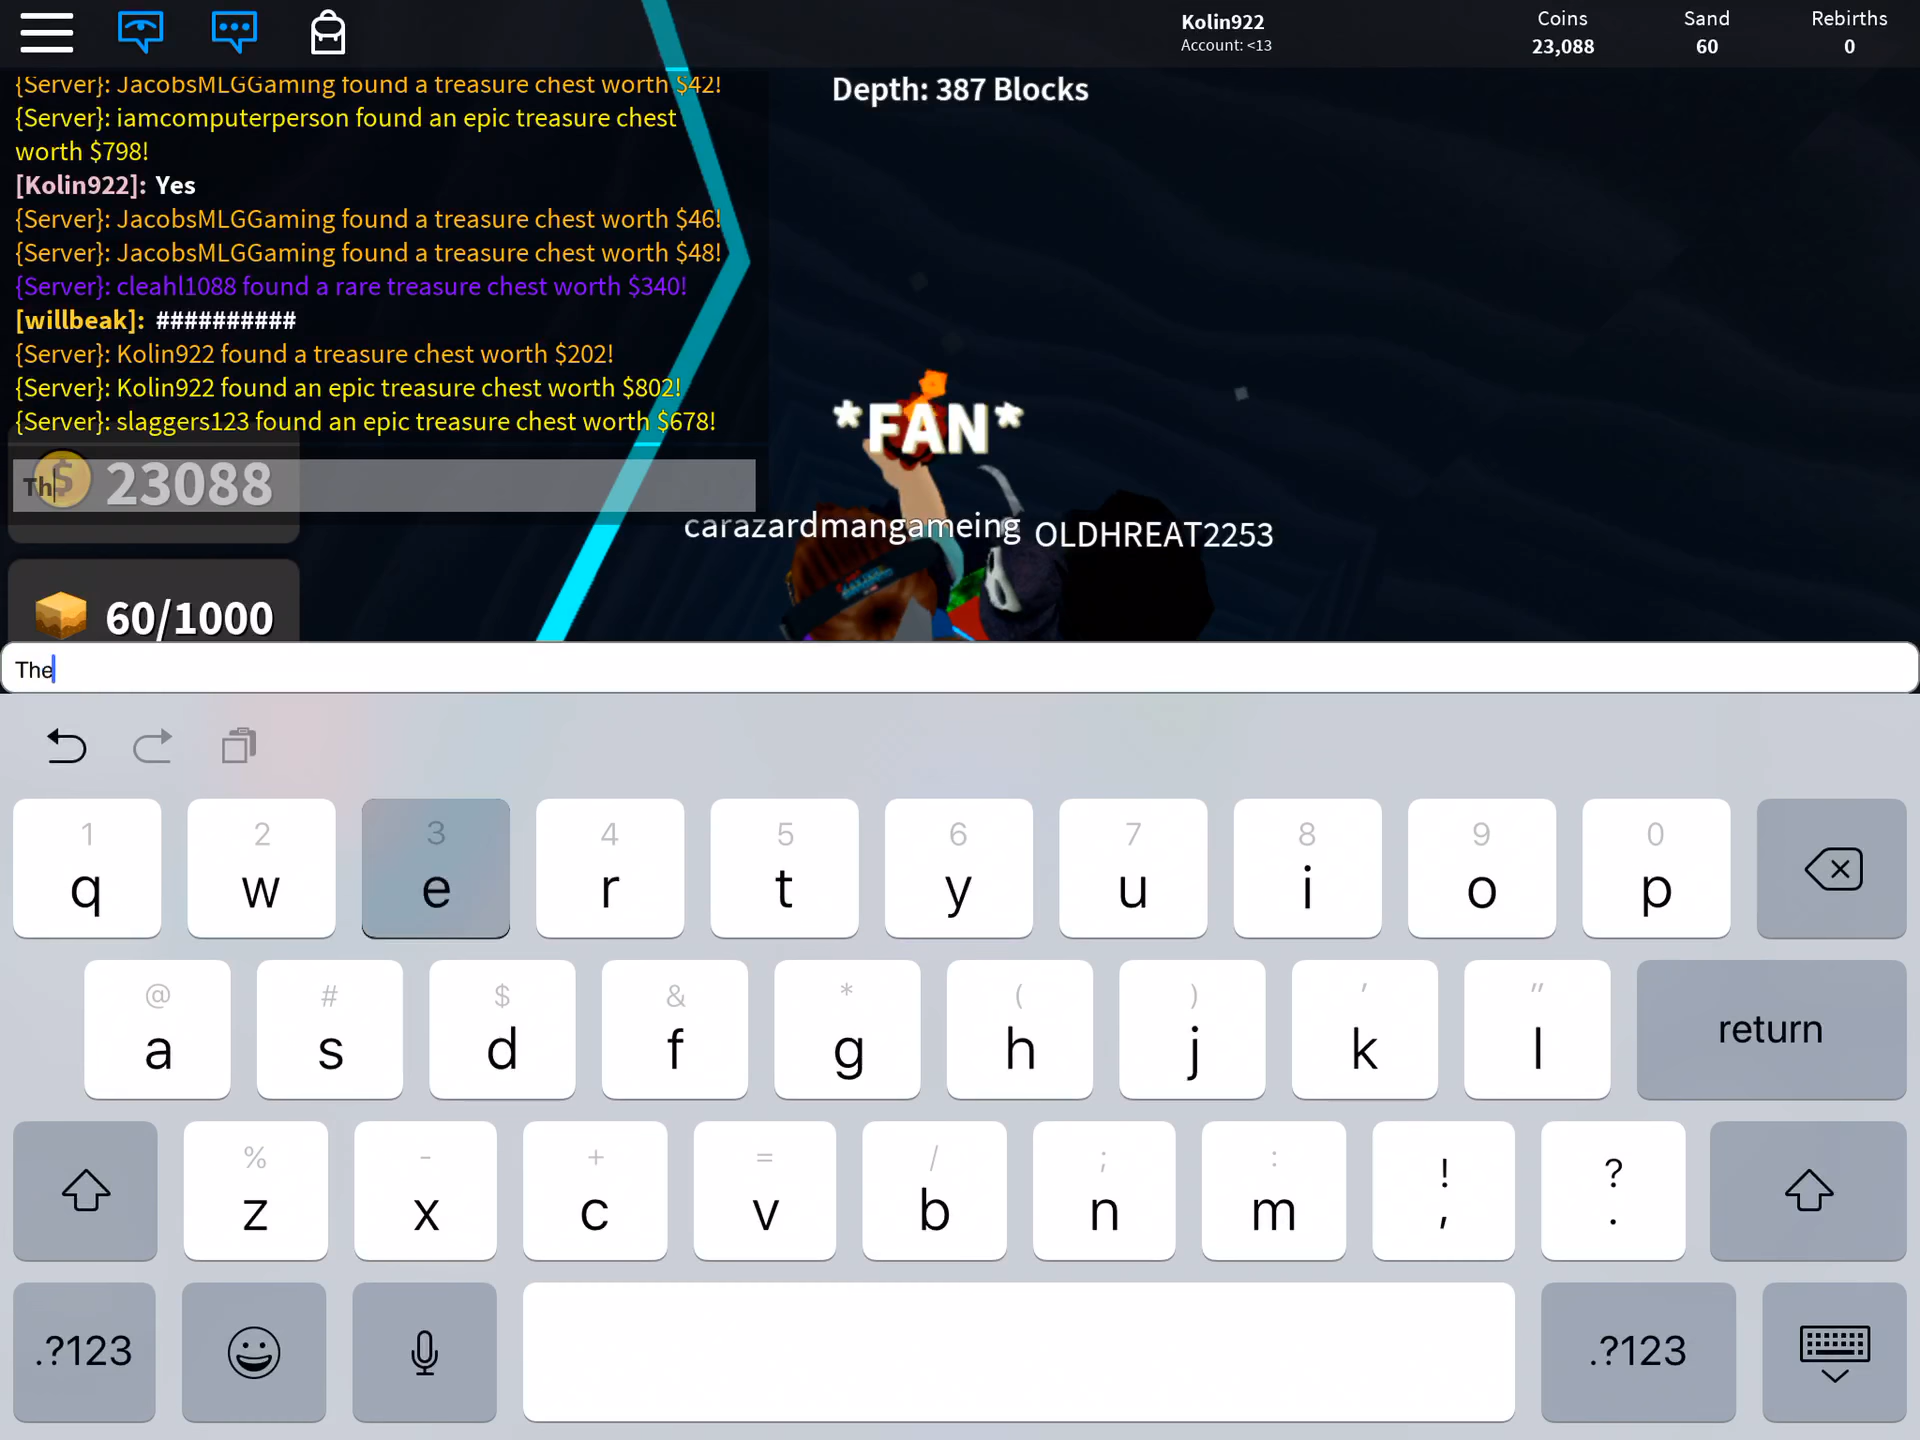 Kolin922
Account: <13
Coins
23,088
Sand
60
Rebirths
0
{Server}: JacobsMLGGaming found a treasure chest worth $42!
{Server}: iamcomputerperson found an epic treasure chest
worth $798!
[Kolin922]: Yes
{Server}: JacobsMLGGaming found a treasure chest worth $46!
{Server}: JacobsMLGGaming found a treasure chest worth $48!
{Server}: cleahl1088 found a rare treasure chest worth $340!
[willbeak]: ##########
{Server}: Kolin922 found a treasure chest worth $202!
{Server}: Kolin922 found an epic treasure chest worth $802!
{Server}: slaggers123 found an epic treasure chest worth $678!
Depth: 387 Blocks
*FAN*
carazardmangameing
OLDHREAT2253
Th
$ 23088
60/1000
The
1 2 3 4 5 6 7 8 9 0
q w e r t y u i o p
@ # $ & * ( ) ' "
a s d f g h j k l return
% - + = / ; : ! ?
z x c v b n m , .
.?123 .?123